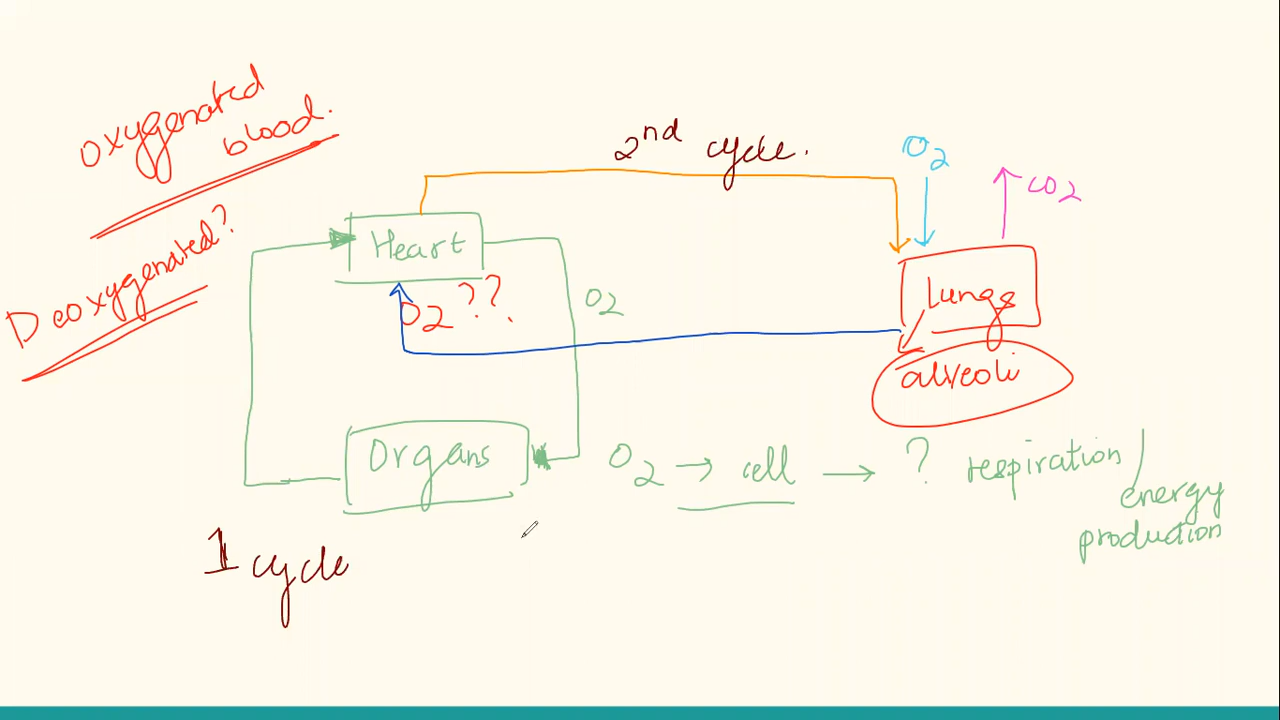 Oxygenated
blood.
Deoxygenated?
2nd cycle.
O2
CO2
Heart
O2??
O2
Lungs
alveoli
Organs
O2 → cell → ? respiration/
energy
production
1 cycle